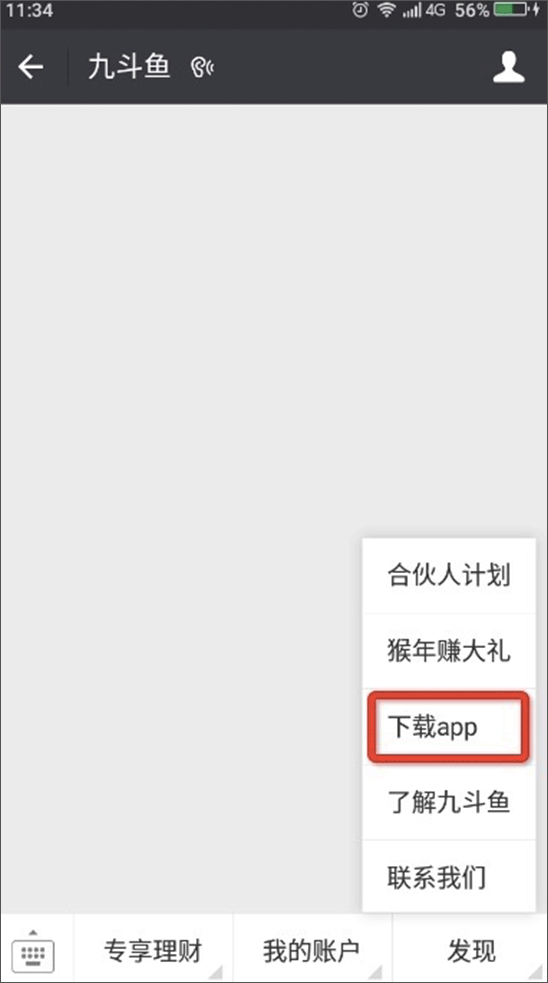 11:34 4G 56%
九斗鱼
合伙人计划
猴年赚大礼
下载app
了解九斗鱼
联系我们
专享理财 我的账户 发现